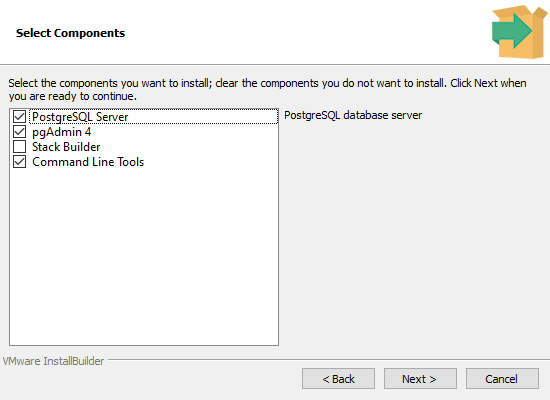 Select Components
Select the components you want to install; clear the components you do not want to install. Click Next when
you are ready to continue.
PostgreSQL Server
PostgreSQL database server
pgAdmin 4
Stack Builder
Command Line Tools
VMware InstallBuilder
< Back
Next >
Cancel